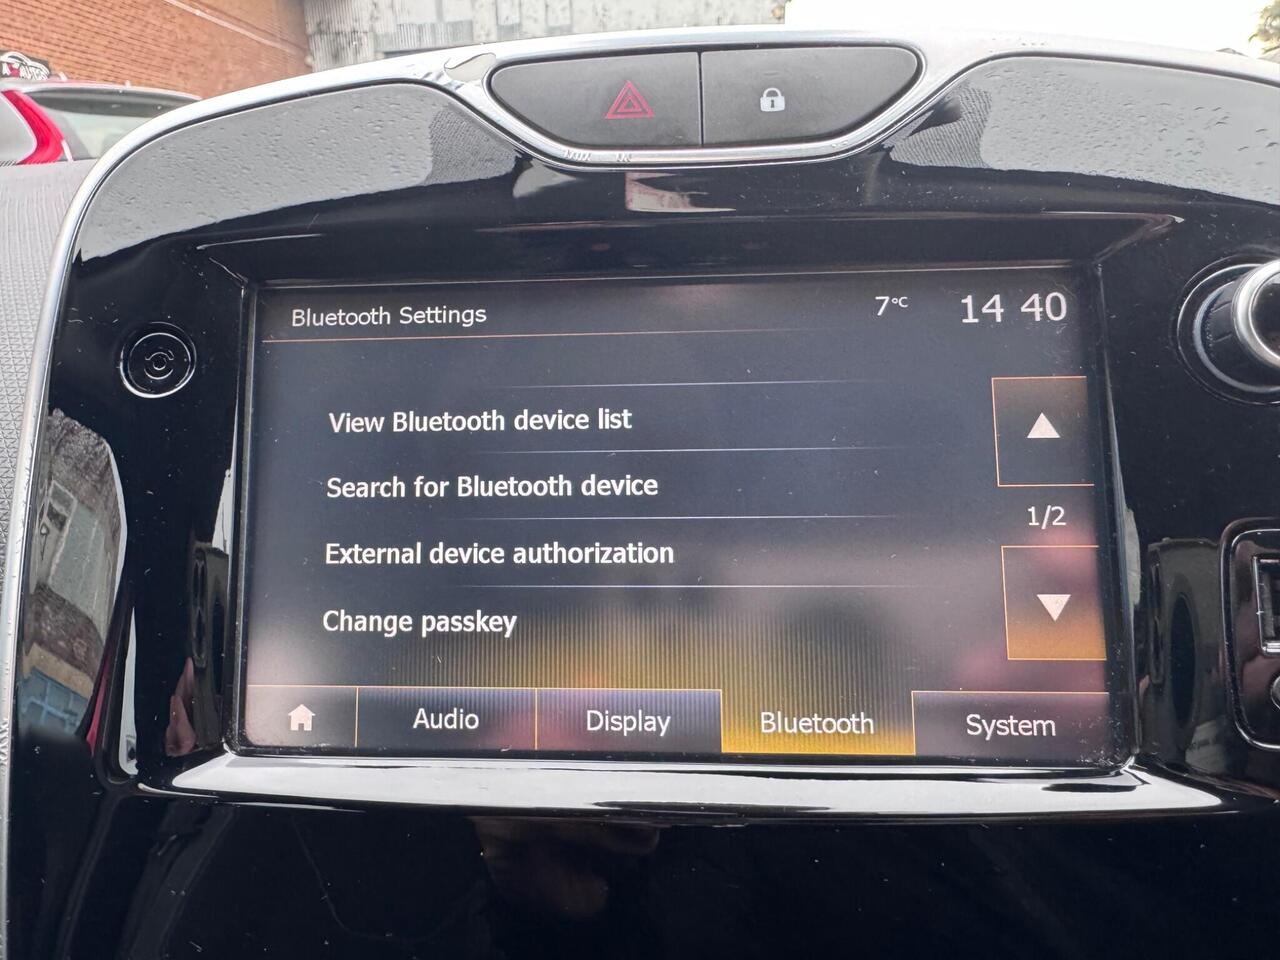 Bluetooth Settings 7°C 14 40
View Bluetooth device list
Search for Bluetooth device
External device authorization
1/2
Change passkey
Audio Display Bluetooth System